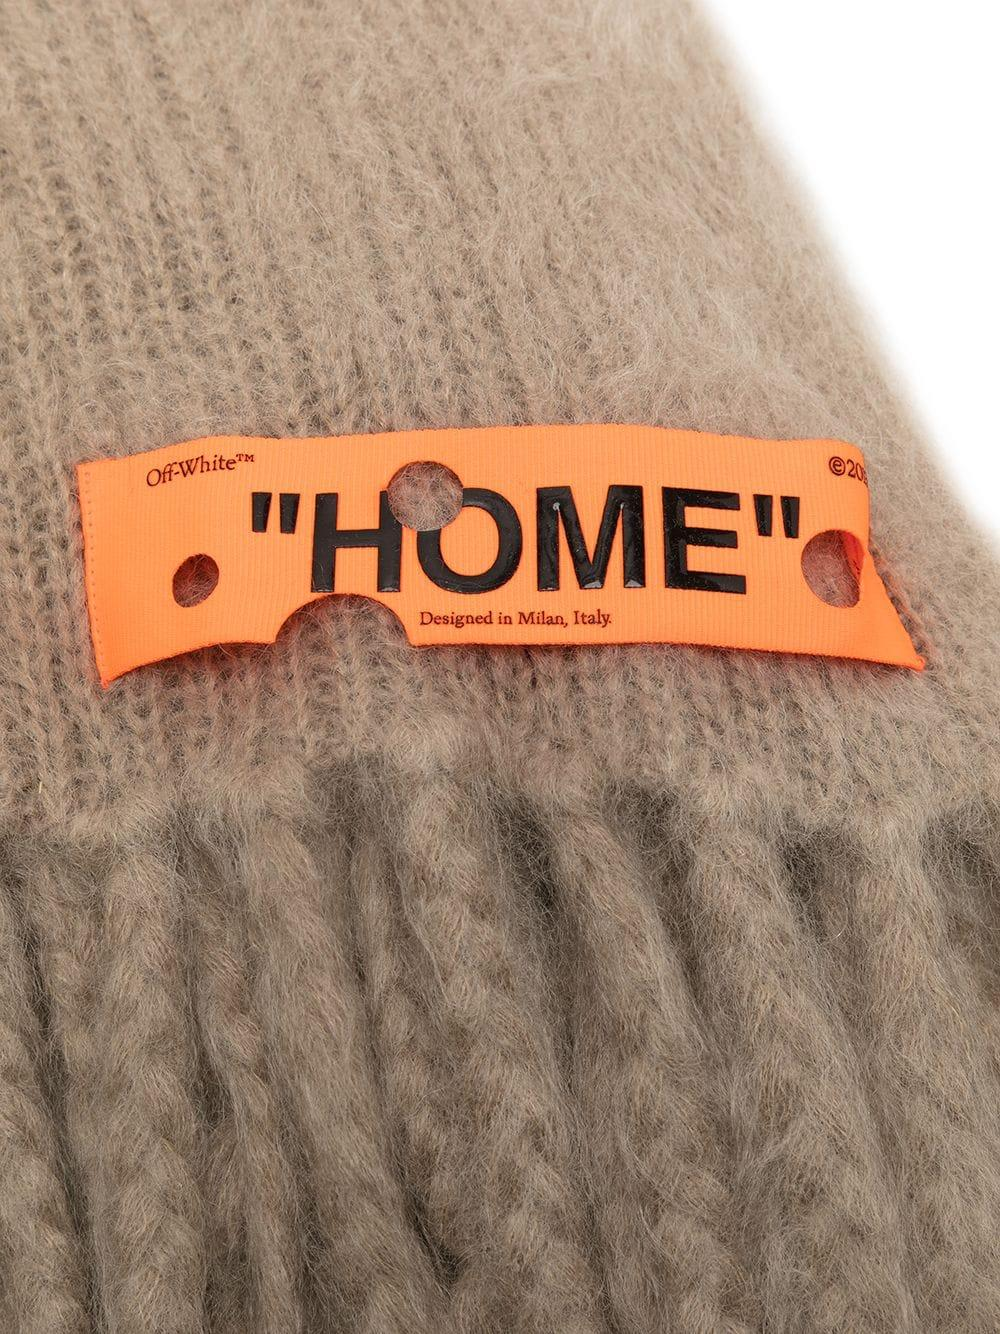 Off-White™
"HOME"
Designed in Milan, Italy.